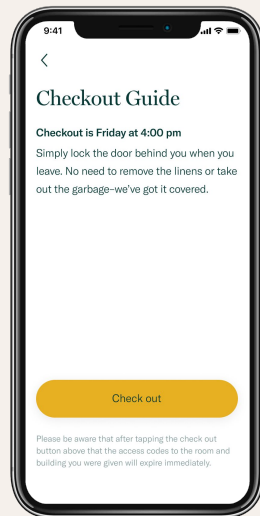 9:41
Checkout Guide
Checkout is Friday at 4:00 pm
Simply lock the door behind you when you
leave. No need to remove the linens or take
out the garbage–we've got it covered.
Check out
Please be aware that after tapping the check out
button above that the access codes to the room and
building you were given will expire immediately.